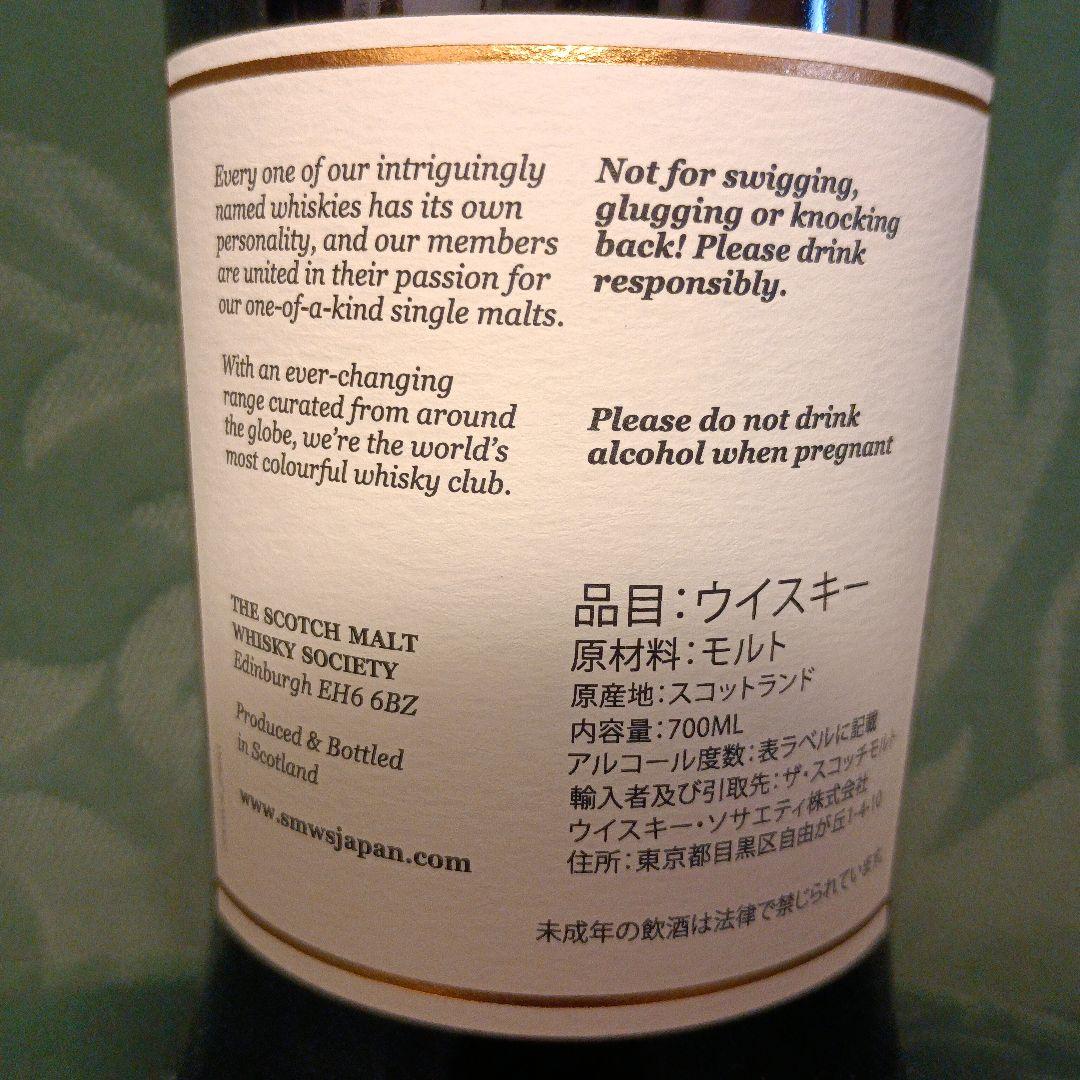 Every one of our intriguingly
named whiskies has its own
personality, and our members
are united in their passion for
our one-of-a-kind single malts.
With an ever-changing
range curated from around
the globe, we're the world's
most colourful whisky club.
THE SCOTCH MALT
WHISKY SOCIETY
Edinburgh EH6 6BZ
Produced & Bottled
in Scotland
www.smwsjapan.com
Not for swigging,
glugging or knocking
back! Please drink
responsibly.
Please do not drink
alcohol when pregnant
品目：ウイスキー
原材料：モルト
原産地：スコットランド
内容量：700ML
アルコール度数：表ラベルに記載
輸入者及び引取先：ザ・スコッチモルト
ウイスキー・ソサエティ株式会社
住所：東京都目黒区自由が丘1-4-10
未成年の飲酒は法律で禁じられています。